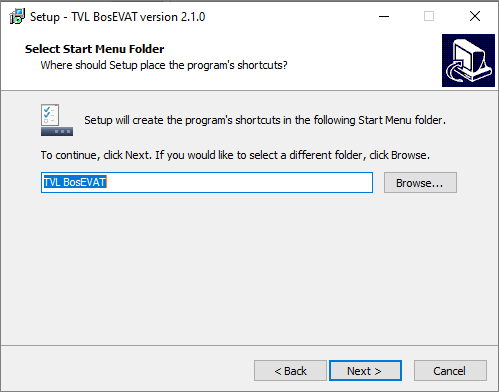 Setup - TVL BosEVAT version 2.1.0
Select Start Menu Folder
Where should Setup place the program's shortcuts?
Setup will create the program's shortcuts in the following Start Menu folder.
To continue, click Next. If you would like to select a different folder, click Browse.
TVL BosEVAT
Browse...
< Back
Next >
Cancel